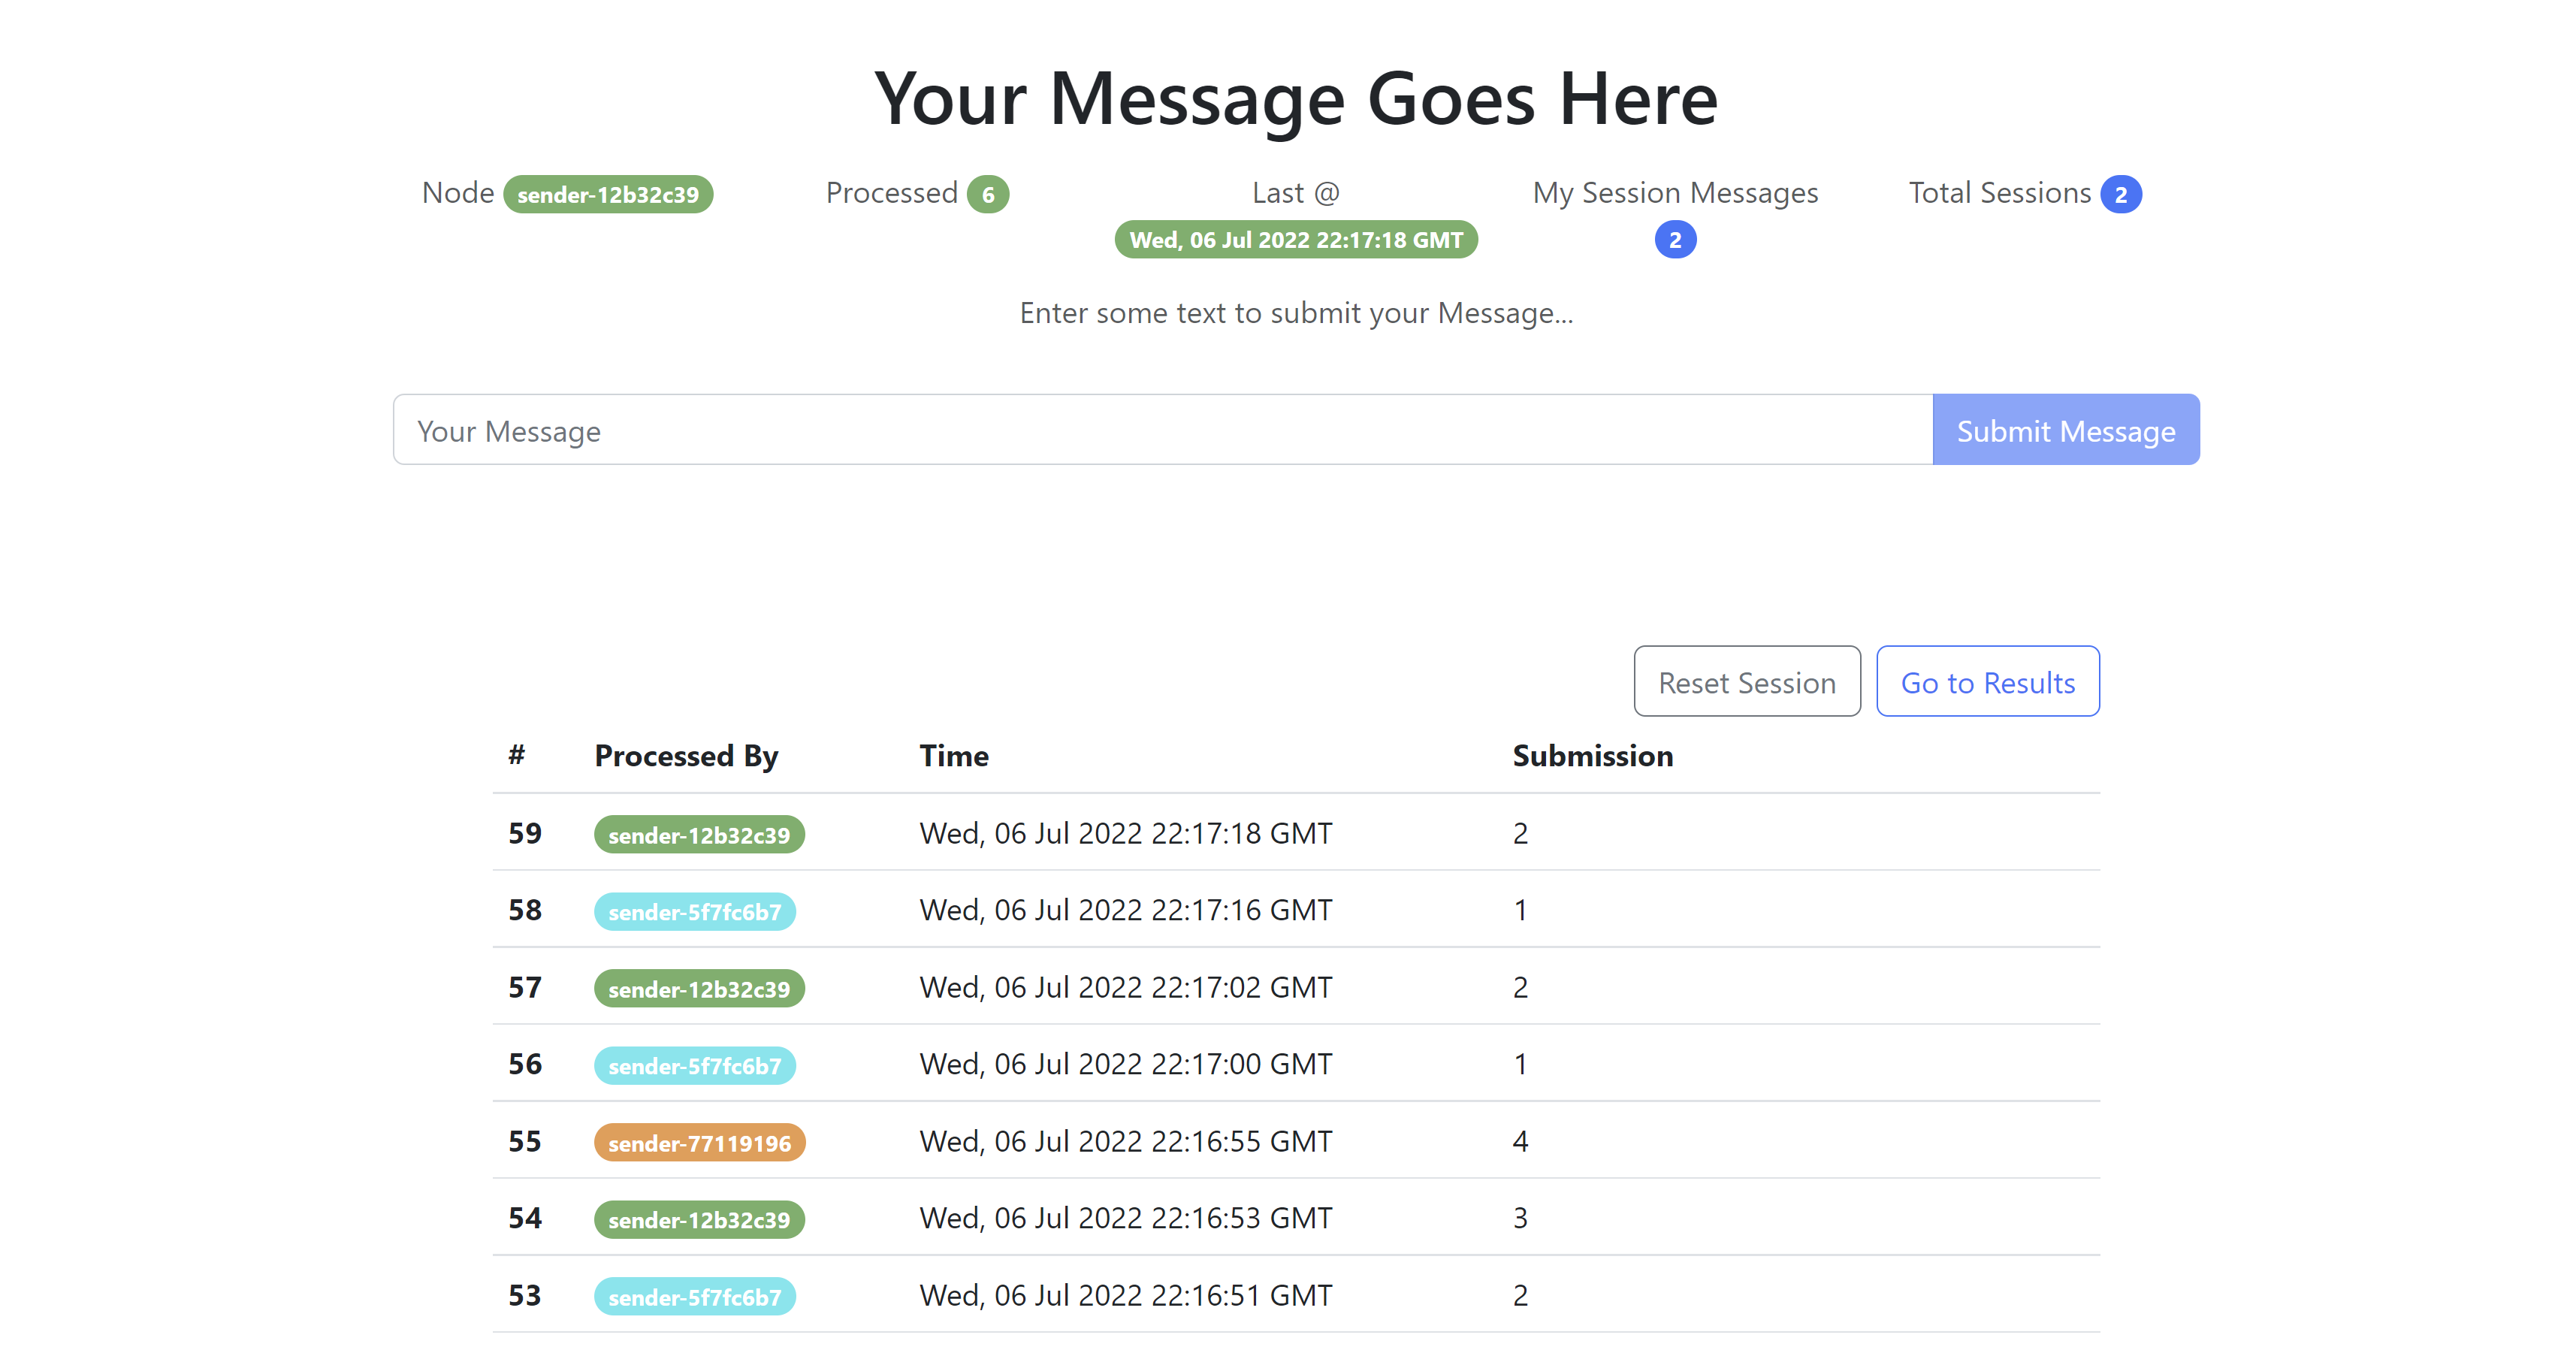 Your Message Goes Here
Node sender-12b32c39 Processed 6 Last @ My Session Messages Total Sessions 2
Wed, 06 Jul 2022 22:17:18 GMT 2
Enter some text to submit your Message...
Your Message Submit Message
Reset Session Go to Results
# Processed By Time Submission
59 sender-12b32c39 Wed, 06 Jul 2022 22:17:18 GMT 2
58 sender-5f7fc6b7 Wed, 06 Jul 2022 22:17:16 GMT 1
57 sender-12b32c39 Wed, 06 Jul 2022 22:17:02 GMT 2
56 sender-5f7fc6b7 Wed, 06 Jul 2022 22:17:00 GMT 1
55 sender-77119196 Wed, 06 Jul 2022 22:16:55 GMT 4
54 sender-12b32c39 Wed, 06 Jul 2022 22:16:53 GMT 3
53 sender-5f7fc6b7 Wed, 06 Jul 2022 22:16:51 GMT 2